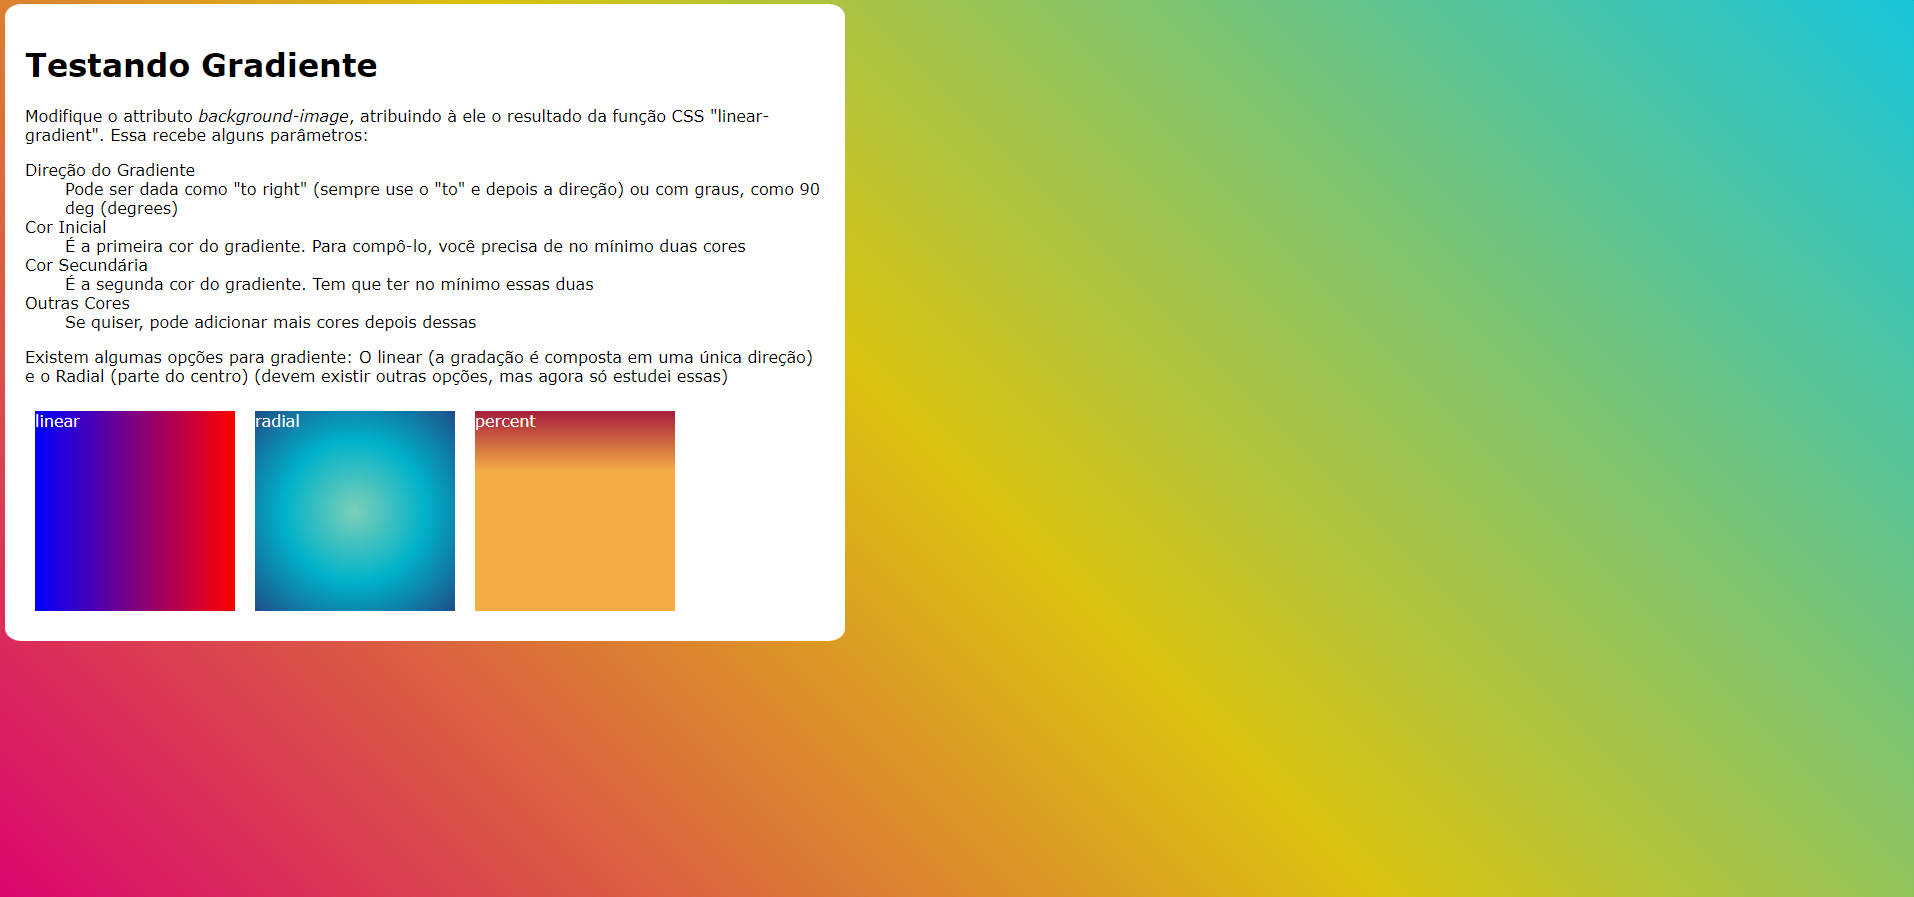 Testando Gradiente
Modifique o attributo background-image, atribuindo à ele o resultado da função CSS "linear-
gradient". Essa recebe alguns parâmetros:
Direção do Gradiente
Pode ser dada como "to right" (sempre use o "to" e depois a direção) ou com graus, como 90
deg (degrees)
Cor Inicial
É a primeira cor do gradiente. Para compô-lo, você precisa de no mínimo duas cores
Cor Secundária
É a segunda cor do gradiente. Tem que ter no mínimo essas duas
Outras Cores
Se quiser, pode adicionar mais cores depois dessas
Existem algumas opções para gradiente: O linear (a gradação é composta em uma única direção)
e o Radial (parte do centro) (devem existir outras opções, mas agora só estudei essas)
linear
radial
percent